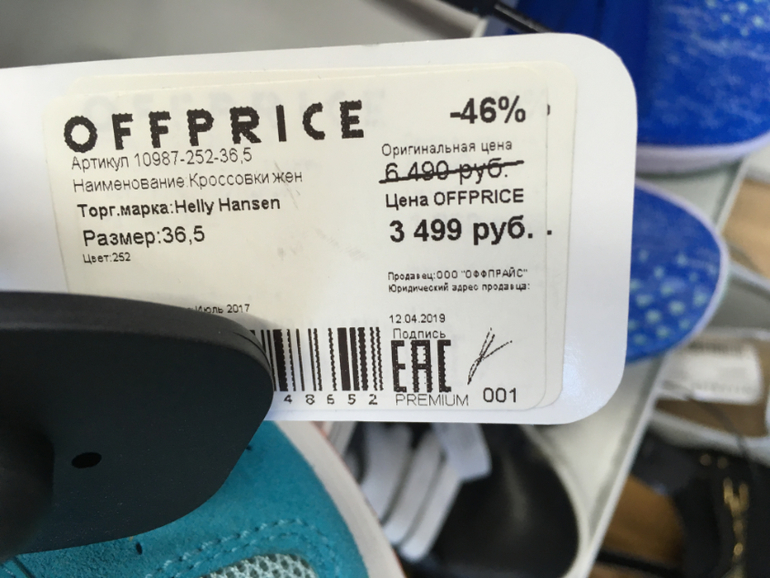 OFFPRICE
-46%
Артикул 10987-252-36,5
Наименование:Кроссовки жен
Торг.марка:Helly Hansen
Размер:36,5
Цвет:252
Оригинальная цена
6 490 руб.
Цена OFFPRICE
3 499 руб.
Продавец:ООО "ОФФПРАЙС"
Юридический адрес продавца:
Июль 2017
12.04.2019
Подпись
EAC
48652
PREMIUM 001